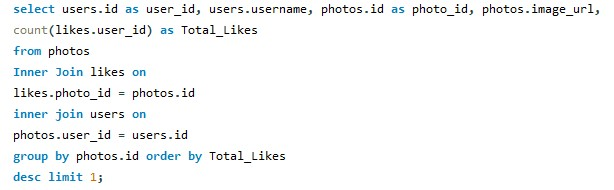 select users.id as user_id, users.username, photos.id as photo_id, photos.image_url,
count(likes.user_id) as Total_Likes
from photos
Inner Join likes on
likes.photo_id = photos.id
inner join users on
photos.user_id = users.id
group by photos.id order by Total_Likes
desc limit 1;